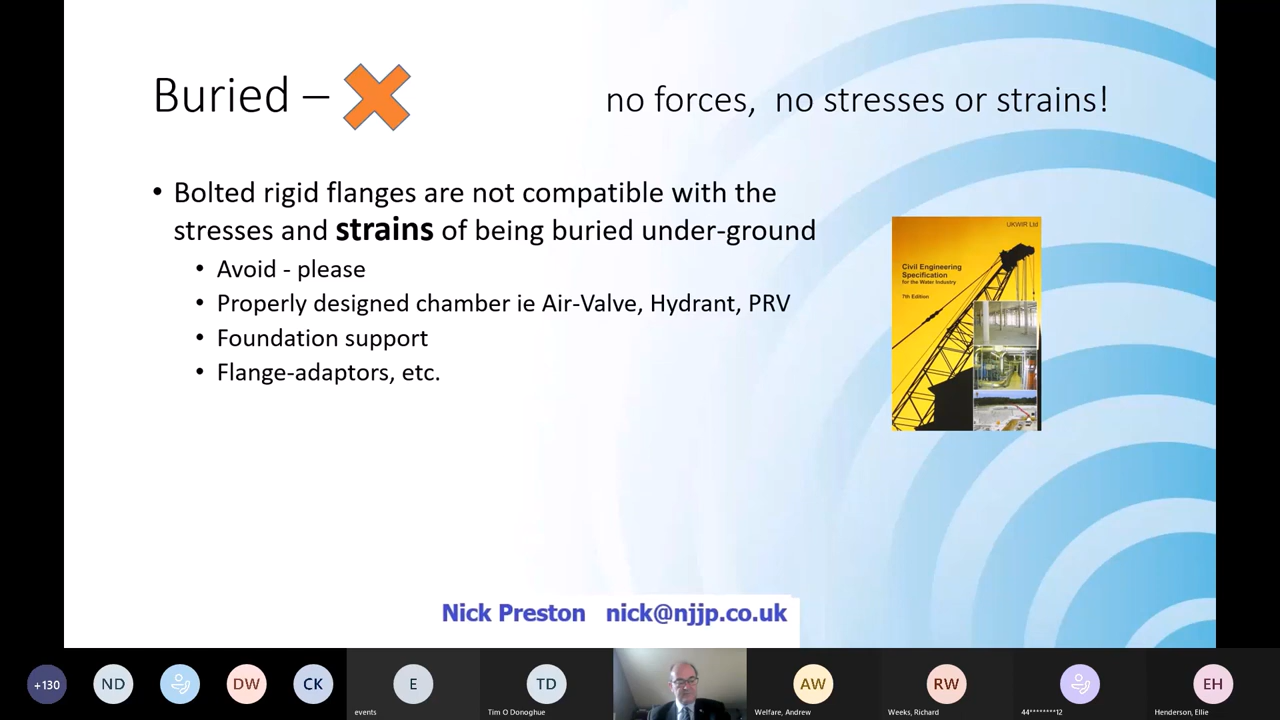 Buried –
no forces,  no stresses or strains!
• Bolted rigid flanges are not compatible with the
stresses and strains of being buried under-ground
• Avoid - please
• Properly designed chamber ie Air-Valve, Hydrant, PRV
• Foundation support
• Flange-adaptors, etc.
UKWIR Ltd
Civil Engineering
Specification
for the Water Industry
7th Edition
Nick Preston nick@njjp.co.uk
+130
ND
DW
CK
E
TD
AW
RW
EH
events
Tim O Donoghue
Welfare, Andrew
Weeks, Richard
44********12
Henderson, Ellie